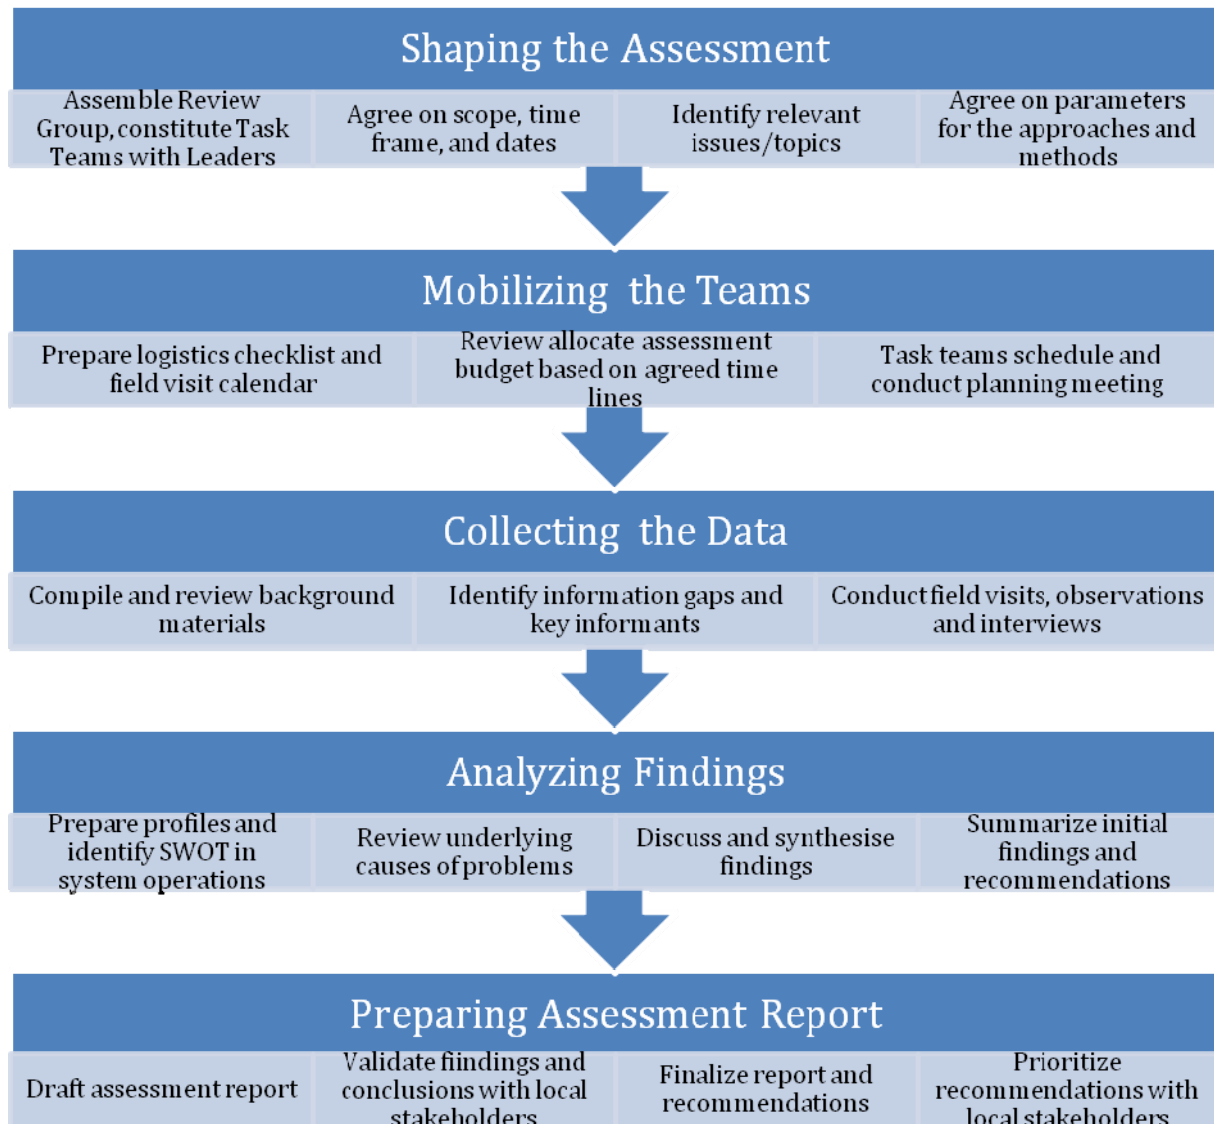 Shaping the Assessment
Assemble Review
Group, constitute Task
Teams with Leaders
Agree on scope, time
frame, and dates
Identify relevant
issues/topics
Agree on parameters
for the approaches and
methods
Mobilizing the Teams
Prepare logistics checklist and
field visit calendar
Review allocate assessment
budget based on agreed time
lines
Task teams schedule and
conduct planning meeting
Collecting the Data
Compile and review background
materials
Identify information gaps and
key informants
Conduct field visits, observations
and interviews
Analyzing Findings
Prepare profiles and
identify SWOT in
system operations
Review underlying
causes of problems
Discuss and synthesise
findings
Summarize initial
findings and
recommendations
Preparing Assessment Report
Draft assessment report
Validate fiindings and
conclusions with local
stakeholders
Finalize report and
recommendations
Prioritize
recommendations with
local stakeholders